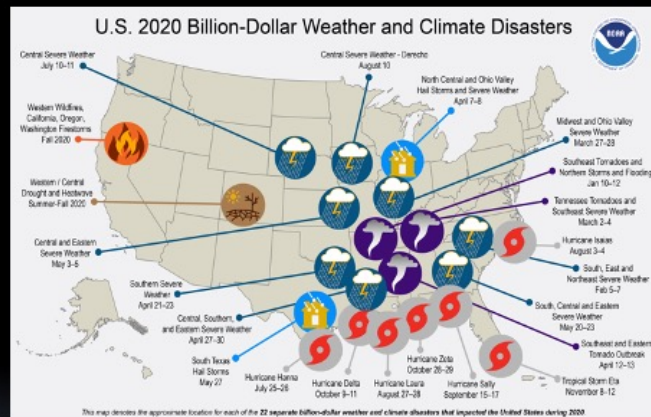 U.S. 2020 Billion-Dollar Weather and Climate Disasters
NOAA
Central Severe Weather
July 10–11
Central Severe Weather - Derecho
August 10
North Central and Ohio Valley
Hail Storms and Severe Weather
April 7–8
Western Wildfires,
California, Oregon,
Washington Firestorms
Fall 2020
Midwest and Ohio Valley
Severe Weather
March 27–28
Southeast Tornadoes and
Northern Storms and Flooding
Jan 10–12
Western / Central
Drought and Heatwave
Summer-Fall 2020
Tennessee Tornadoes and
Southeast Severe Weather
March 2–4
Hurricane Isaias
August 3–4
Central and Eastern
Severe Weather
May 3–5
South, East and
Northeast Severe Weather
Feb 5–7
Southern Severe
Weather
April 21–23
South, Central and Eastern
Severe Weather
May 20–23
Central, Southern,
and Eastern Severe Weather
April 27–30
Southeast and Eastern
Tornado Outbreak
April 12–13
South Texas
Hail Storms
May 27
Hurricane Hanna
July 25–26
Hurricane Delta
October 9–11
Hurricane Laura
August 27–28
Hurricane Zeta
October 28–29
Hurricane Sally
September 15–17
Tropical Storm Eta
November 8–12
This map denotes the approximate location for each of the 22 separate billion-dollar weather and climate disasters that impacted the United States during 2020